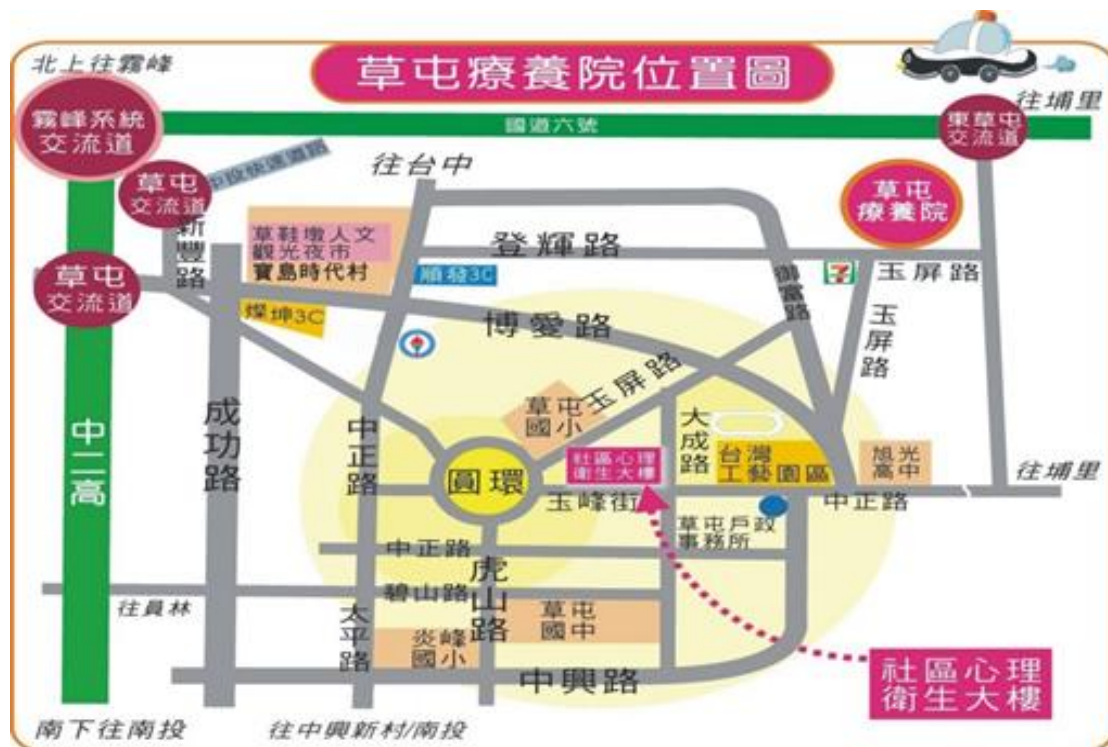 草屯療養院位置圖
北上往霧峰
往埔里
霧峰系統
交流道
國道六號
東草屯
交流道
草屯
交流道
中投快速道路
往台中
草屯
療養院
新豐路
草鞋墩人文
觀光夜市
寶島時代村
登輝路
順發3C
御富路
7
玉屏路
草屯
交流道
燦坤3C
博愛路
玉屏路
玉屏路
中二高
成功路
中正路
草屯
國小
大成路
社區心理
衛生大樓
台灣
工藝園區
旭光
高中
往埔里
圓環
玉峰街
中正路
草屯戶政
事務所
中正路
虎山路
碧山路
往員林
太平路
炎峰
國小
草屯
國中
中興路
社區心理
衛生大樓
南下往南投
往中興新村/南投